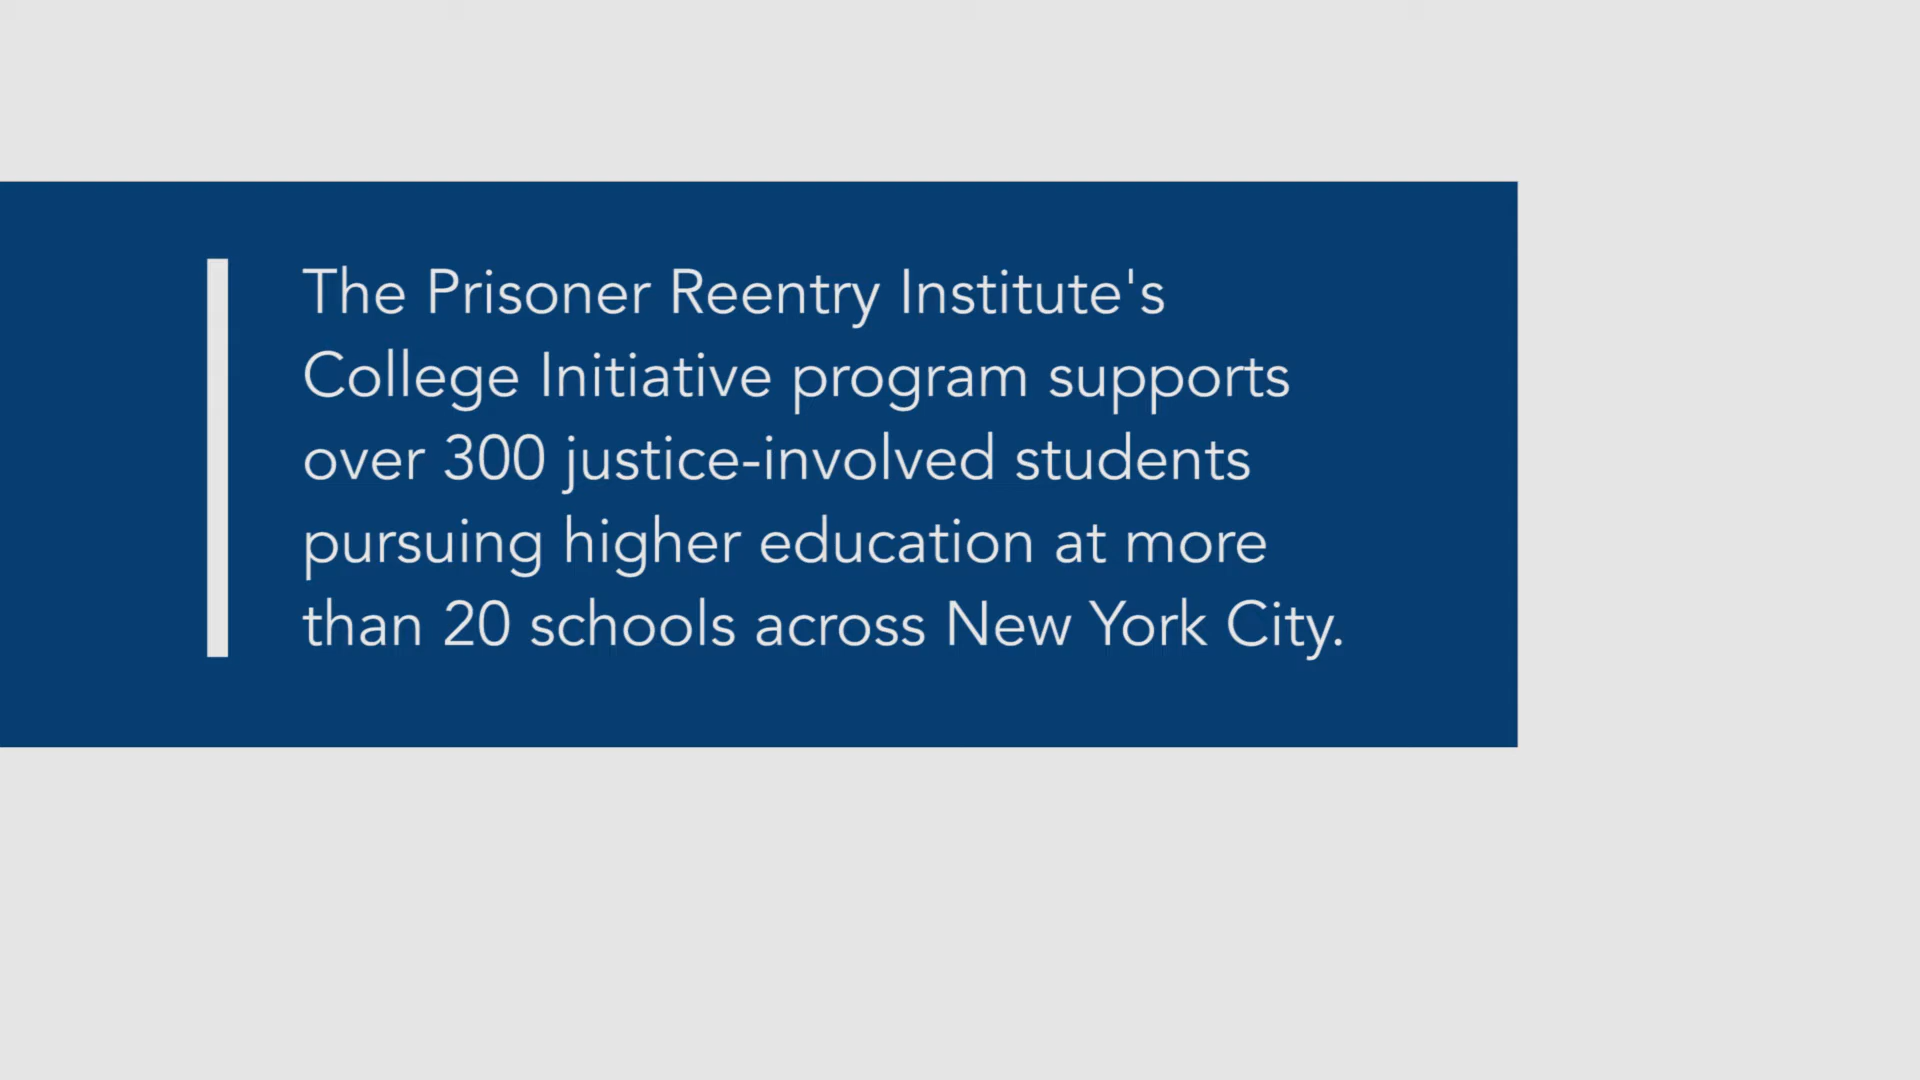 The Prisoner Reentry Institute's
College Initiative program supports
over 300 justice-involved students
pursuing higher education at more
than 20 schools across New York City.